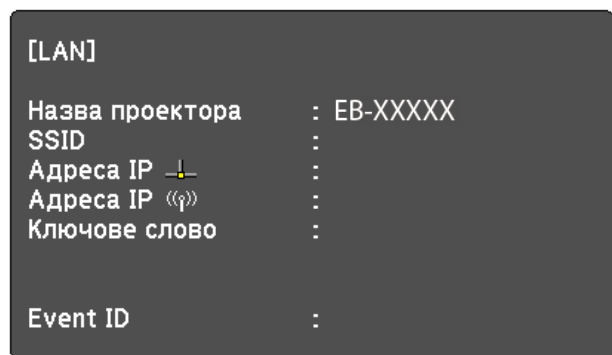 [LAN]
Назва проектора : EB-XXXXX
SSID :
Адреса IP :
Адреса IP :
Ключове слово :
Event ID :